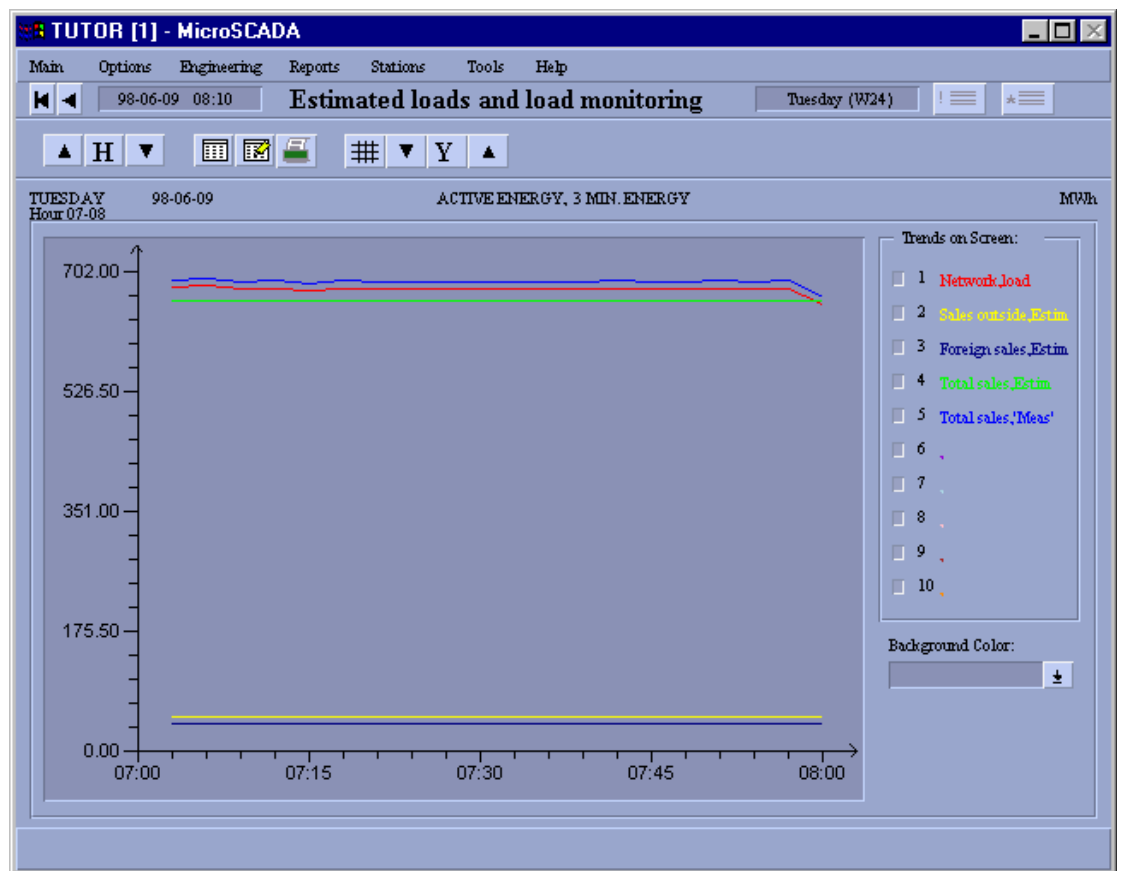 TUTOR [1] - MicroSCADA
Main Options Engineering Reports Stations Tools Help
98-06-09 08:10 Estimated loads and load monitoring Tuesday (W24) ! *
H Y
TUESDAY 98-06-09 ACTIVE ENERGY, 3 MIN. ENERGY MWh
Hour 07-08
Trends on Screen:
702.00
526.50
351.00
175.50
0.00
07:00 07:15 07:30 07:45 08:00
1 Network,load
2 Sales outside,Estim
3 Foreign sales,Estim
4 Total sales,Estim
5 Total sales,'Meas'
6 ,
7 ,
8 ,
9 ,
10 ,
Background Color: